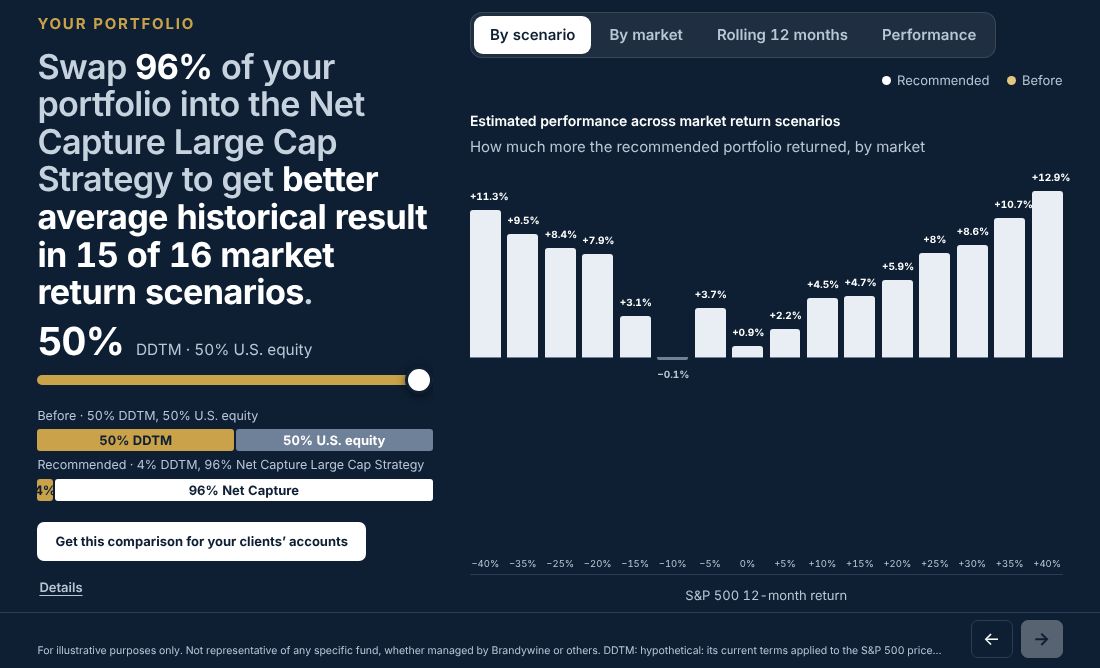 YOUR PORTFOLIO
Swap 96% of your
portfolio into the Net
Capture Large Cap
Strategy to get better
average historical result
in 15 of 16 market
return scenarios.
50% DDTM · 50% U.S. equity
Before · 50% DDTM, 50% U.S. equity
50% DDTM 50% U.S. equity
Recommended · 4% DDTM, 96% Net Capture Large Cap Strategy
4% 96% Net Capture
Get this comparison for your clients’ accounts
Details
By scenario By market Rolling 12 months Performance
Recommended Before
Estimated performance across market return scenarios
How much more the recommended portfolio returned, by market
+11.3% +9.5% +8.4% +7.9% +3.1% −0.1% +3.7% +0.9% +2.2% +4.5% +4.7% +5.9% +8% +8.6% +10.7% +12.9%
−40% −35% −25% −20% −15% −10% −5% 0% +5% +10% +15% +20% +25% +30% +35% +40%
S&P 500 12-month return
For illustrative purposes only. Not representative of any specific fund, whether managed by Brandywine or others. DDTM: hypothetical: its current terms applied to the S&P 500 price...